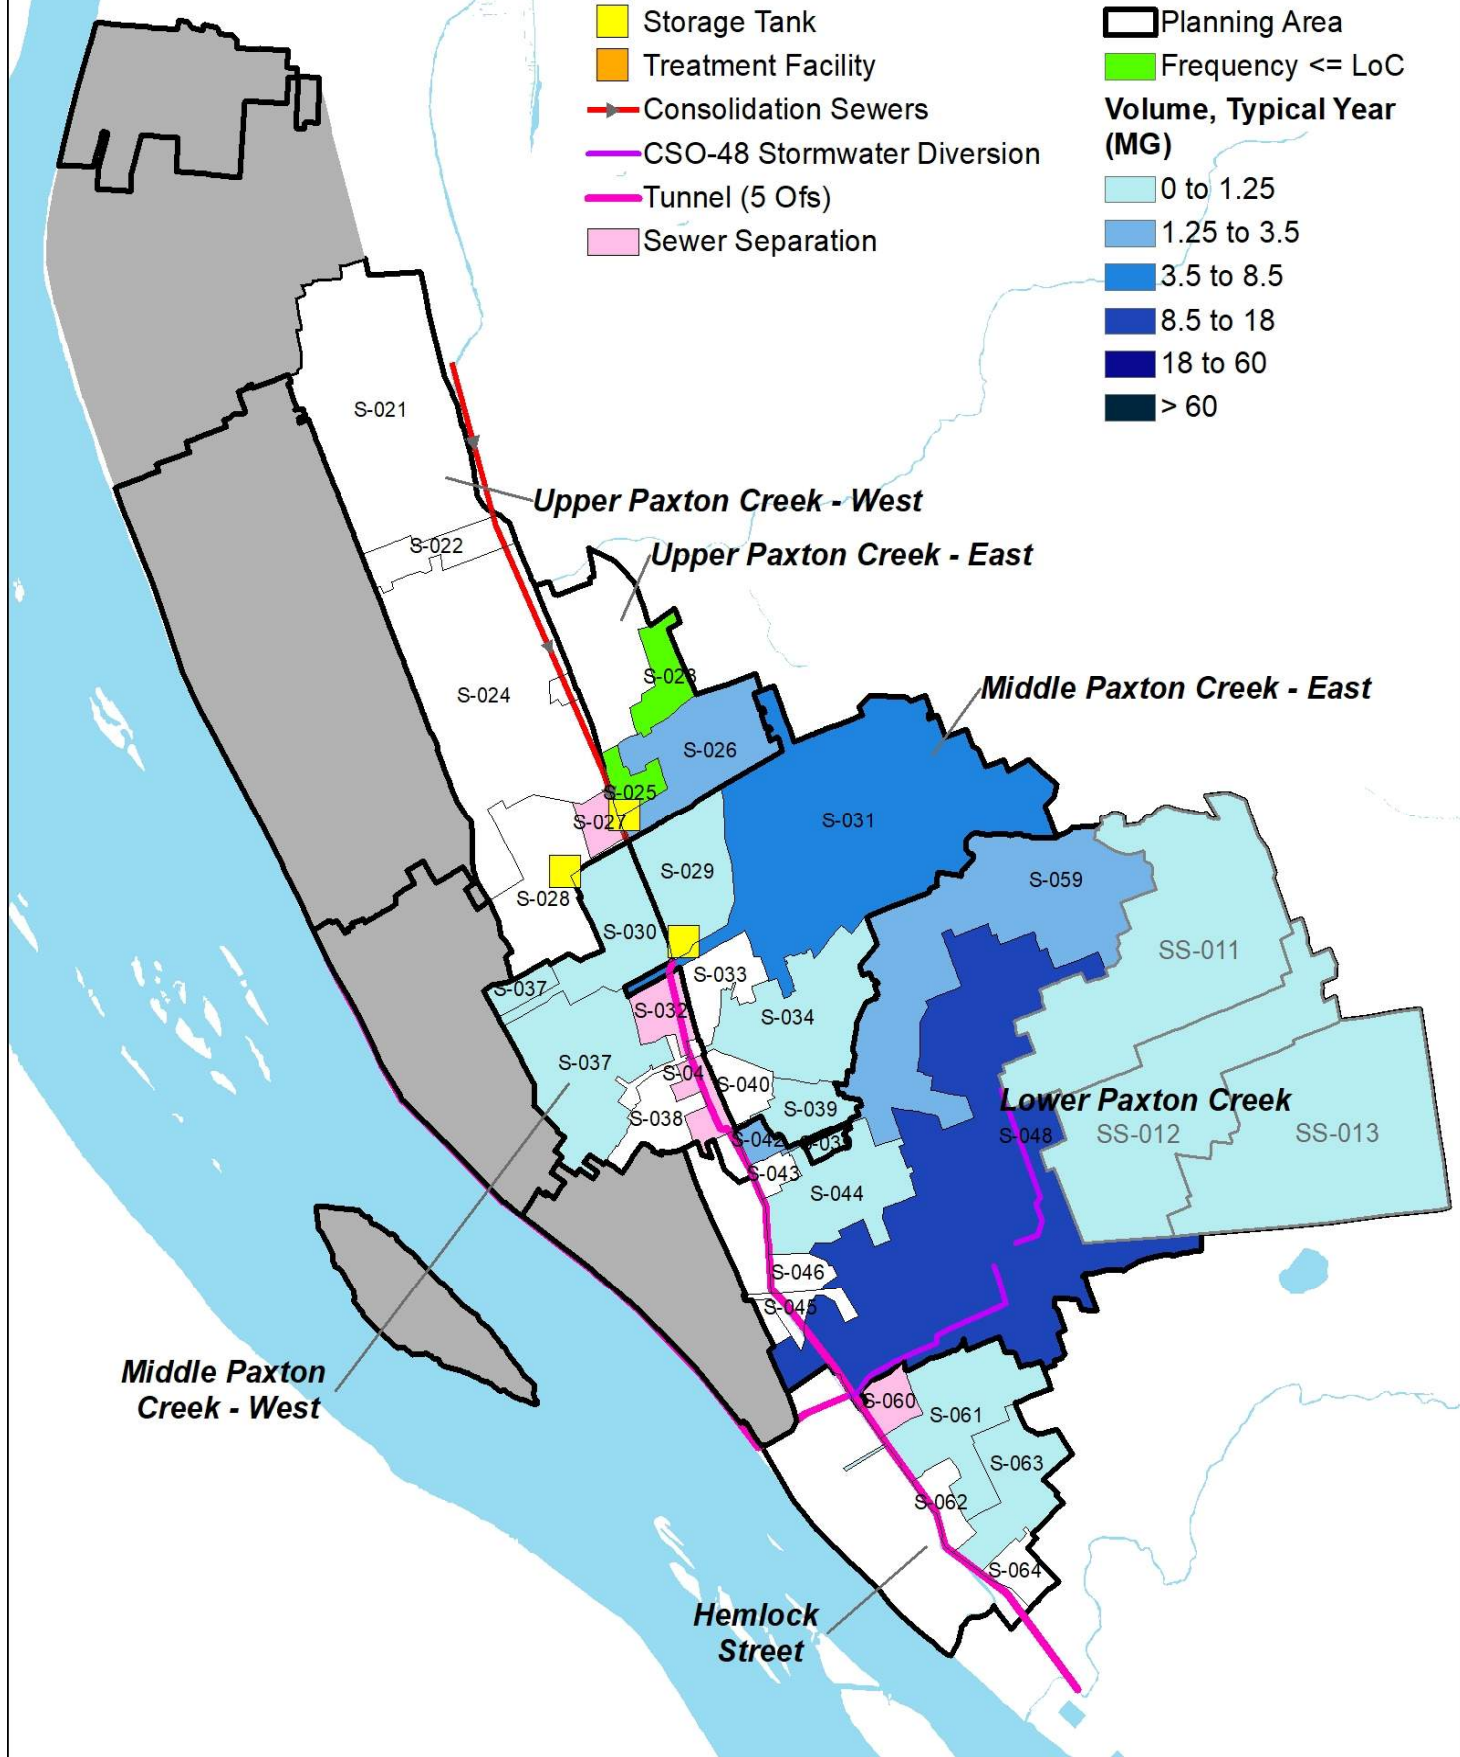 Storage Tank
Treatment Facility
Consolidation Sewers
CSO-48 Stormwater Diversion
Tunnel (5 Ofs)
Sewer Separation
Planning Area
Frequency <= LoC
Volume, Typical Year
(MG)
0 to 1.25
1.25 to 3.5
3.5 to 8.5
8.5 to 18
18 to 60
> 60
S-021
Upper Paxton Creek - West
S-022
Upper Paxton Creek - East
S-023
S-024
Middle Paxton Creek - East
S-026
S-025
S-027
S-031
S-029
S-059
S-028
S-030
SS-011
S-033
S-037
S-032
S-034
S-037
S-04
S-040
S-039
Lower Paxton Creek
S-038
S-048
SS-012
SS-013
S-042
S-043
S-044
S-046
S-045
Middle Paxton
Creek - West
S-060
S-061
S-063
S-062
S-064
Hemlock
Street